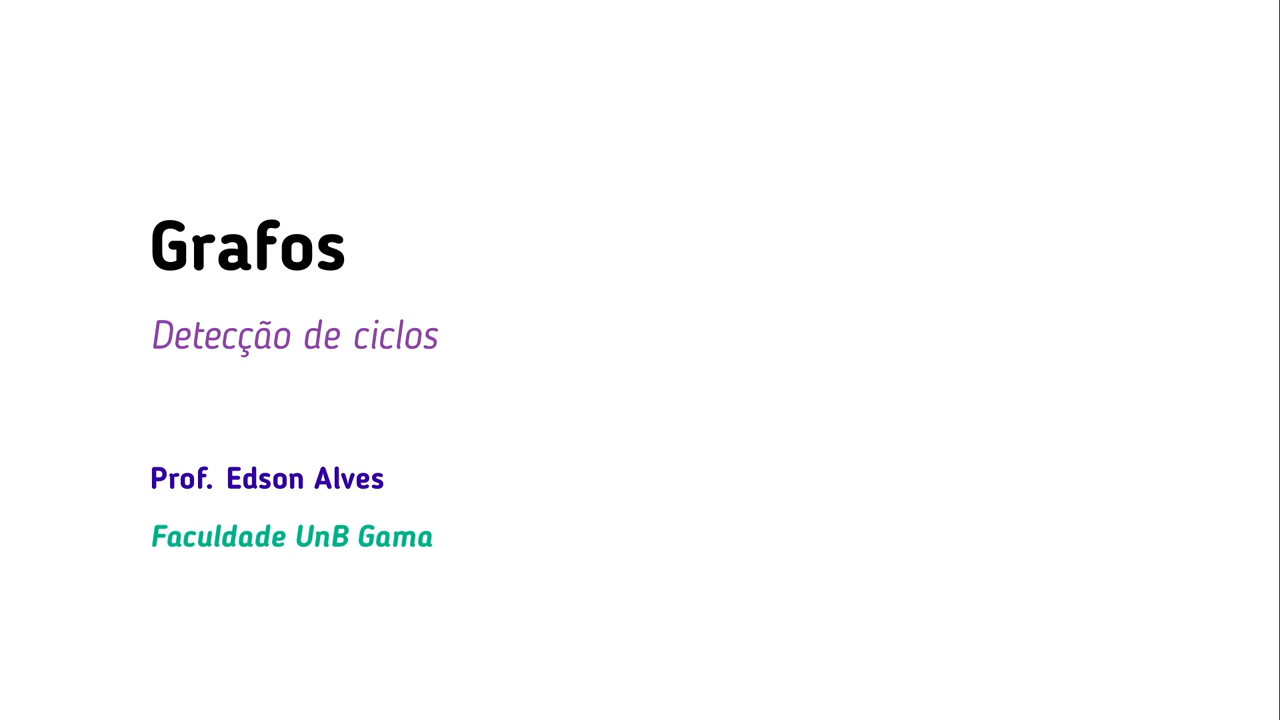 Grafos
Detecção de ciclos
Prof. Edson Alves
Faculdade UnB Gama